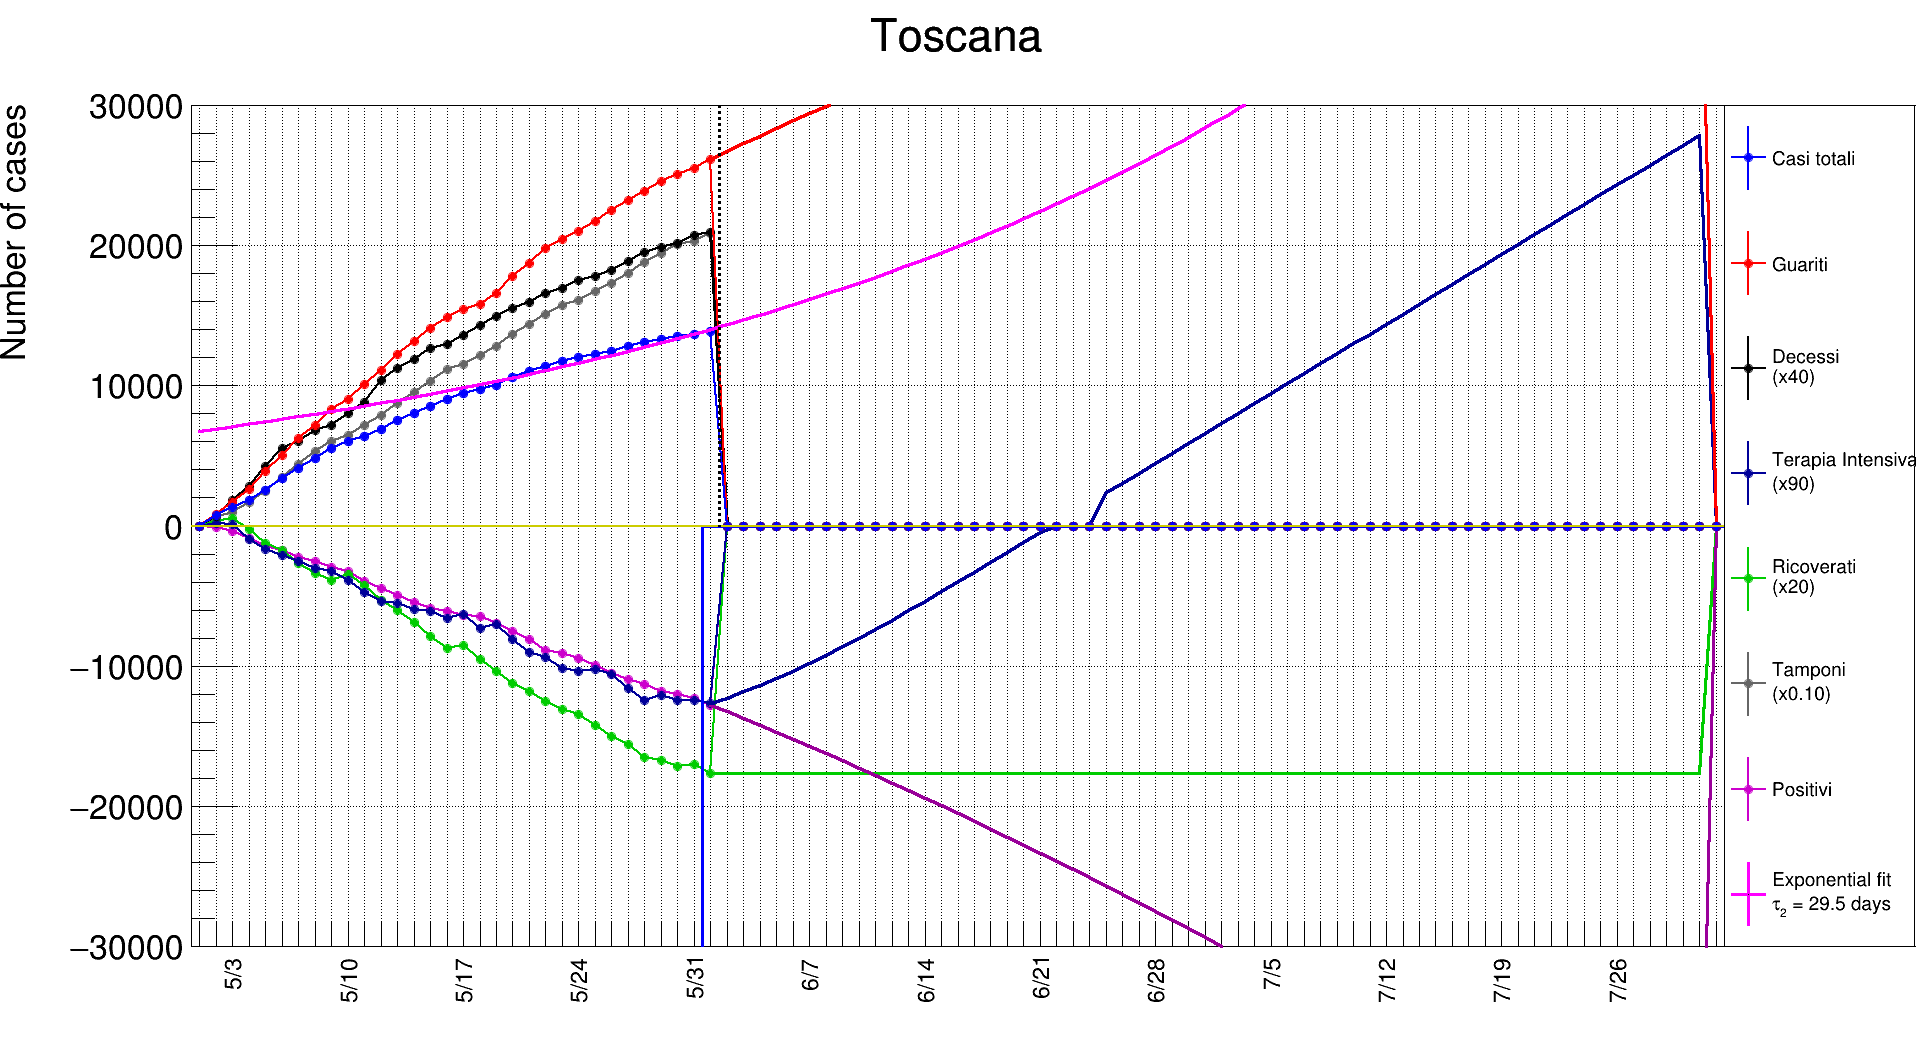 Toscana
Number of cases
30000
20000
10000
0
−10000
−20000
−30000
5/3
5/10
5/17
5/24
5/31
6/7
6/14
6/21
6/28
7/5
7/12
7/19
7/26
Casi totali
Guariti
Decessi
(x40)
Terapia Intensiva
(x90)
Ricoverati
(x20)
Tamponi
(x0.10)
Positivi
Exponential fit
τ2 = 29.5 days